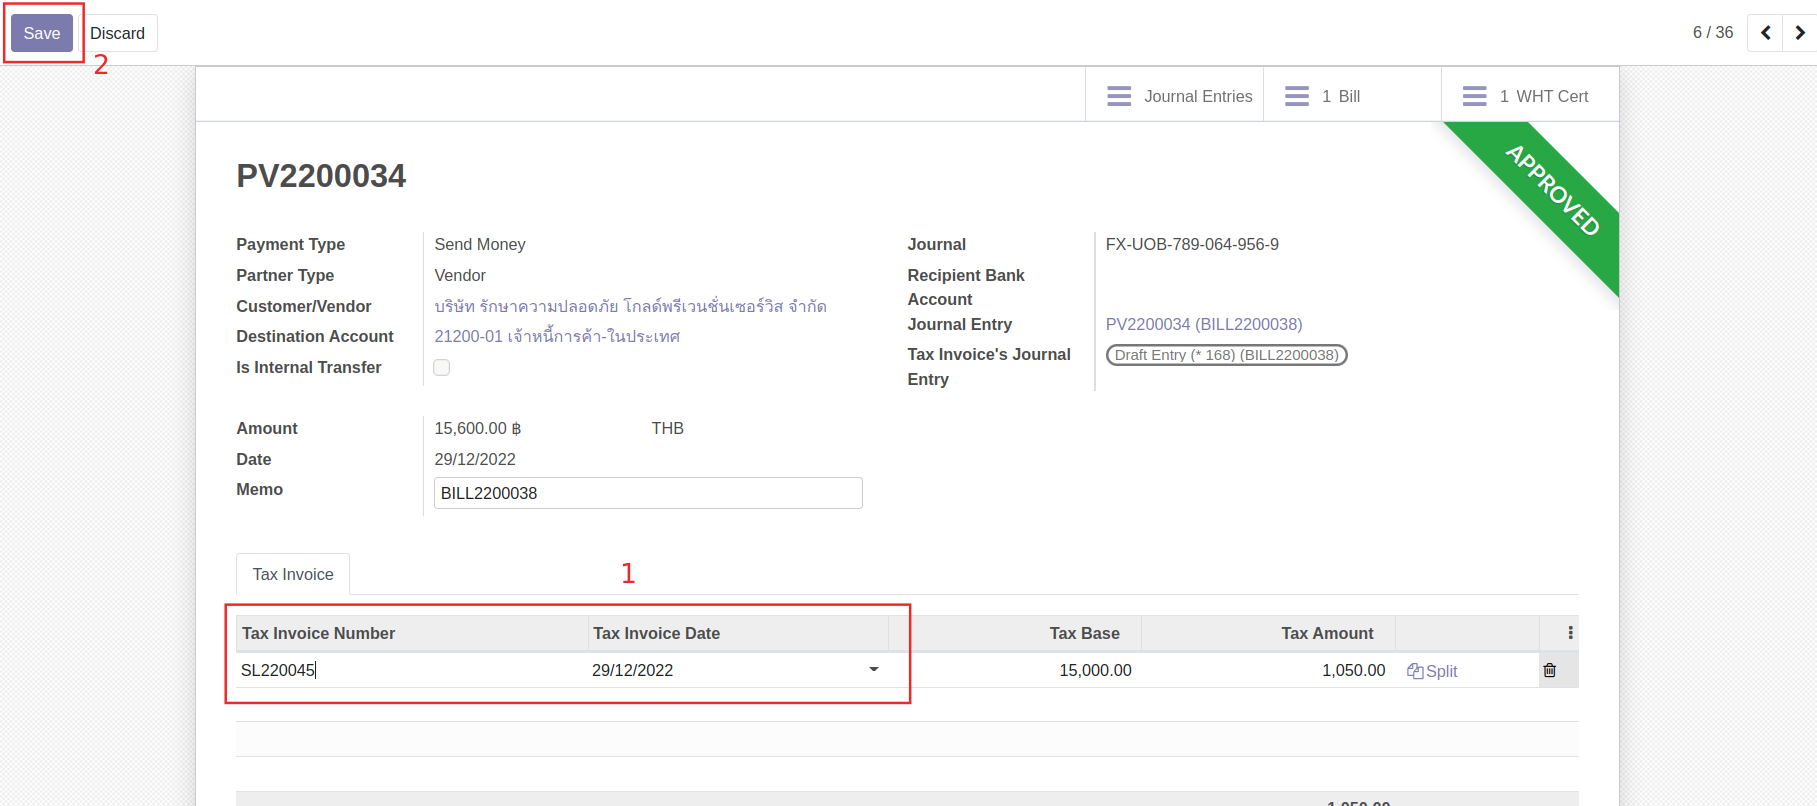 Save
Discard
2
6 / 36
Journal Entries
1 Bill
1 WHT Cert
APPROVED
PV2200034
Payment Type Send Money
Partner Type Vendor
Customer/Vendor บริษัท รักษาความปลอดภัย โกลด์พรีเวนชั่นเซอร์วิส จำกัด
Destination Account 21200-01 เจ้าหนี้การค้า-ในประเทศ
Is Internal Transfer
Journal FX-UOB-789-064-956-9
Recipient Bank
Account
Journal Entry PV2200034 (BILL2200038)
Tax Invoice's Journal Draft Entry (* 168) (BILL2200038)
Entry
Amount 15,600.00 ฿ THB
Date 29/12/2022
Memo BILL2200038
Tax Invoice
1
Tax Invoice Number Tax Invoice Date Tax Base Tax Amount
SL220045 29/12/2022 15,000.00 1,050.00 Split
1,050.00